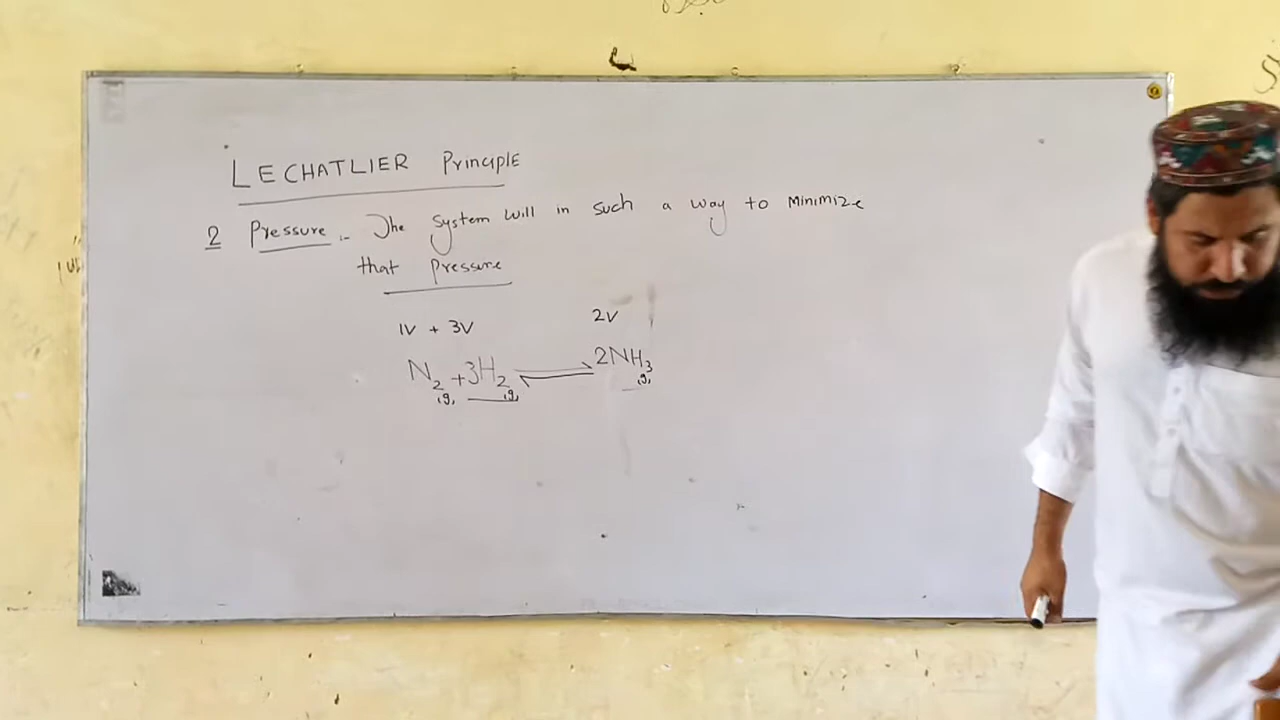 LECHATLIER Principle
2 Pressure :- The system will in such a way to minimize
that pressure
1V + 3V 2V
N₂(g) + 3H₂(g) ⇌ 2NH₃(g)